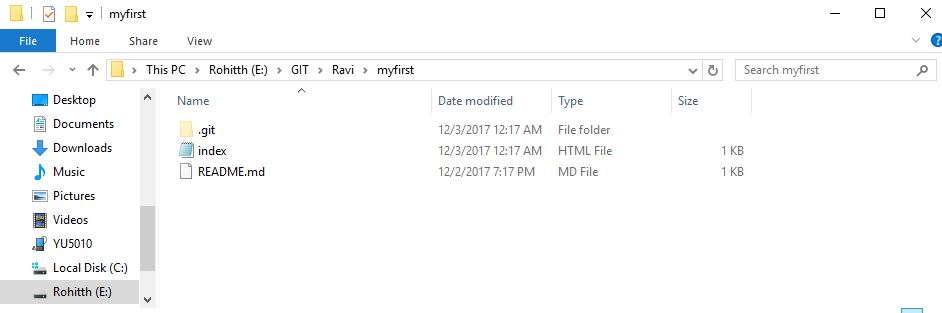 myfirst
File Home Share View
This PC > Rohitth (E:) > GIT > Ravi > myfirst Search myfirst
Name Date modified Type Size
Desktop
Documents
Downloads
Music
Pictures
Videos
YU5010
Local Disk (C:)
Rohitth (E:)
.git 12/3/2017 12:17 AM File folder
index 12/3/2017 12:17 AM HTML File 1 KB
README.md 12/2/2017 7:17 PM MD File 1 KB